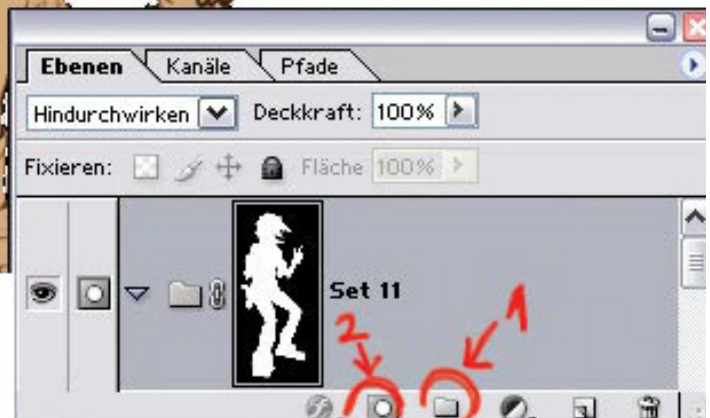 Ebenen Kanäle Pfade
Hindurchwirken Deckkraft: 100%
Fixieren: Fläche 100%
Set 11
2 1